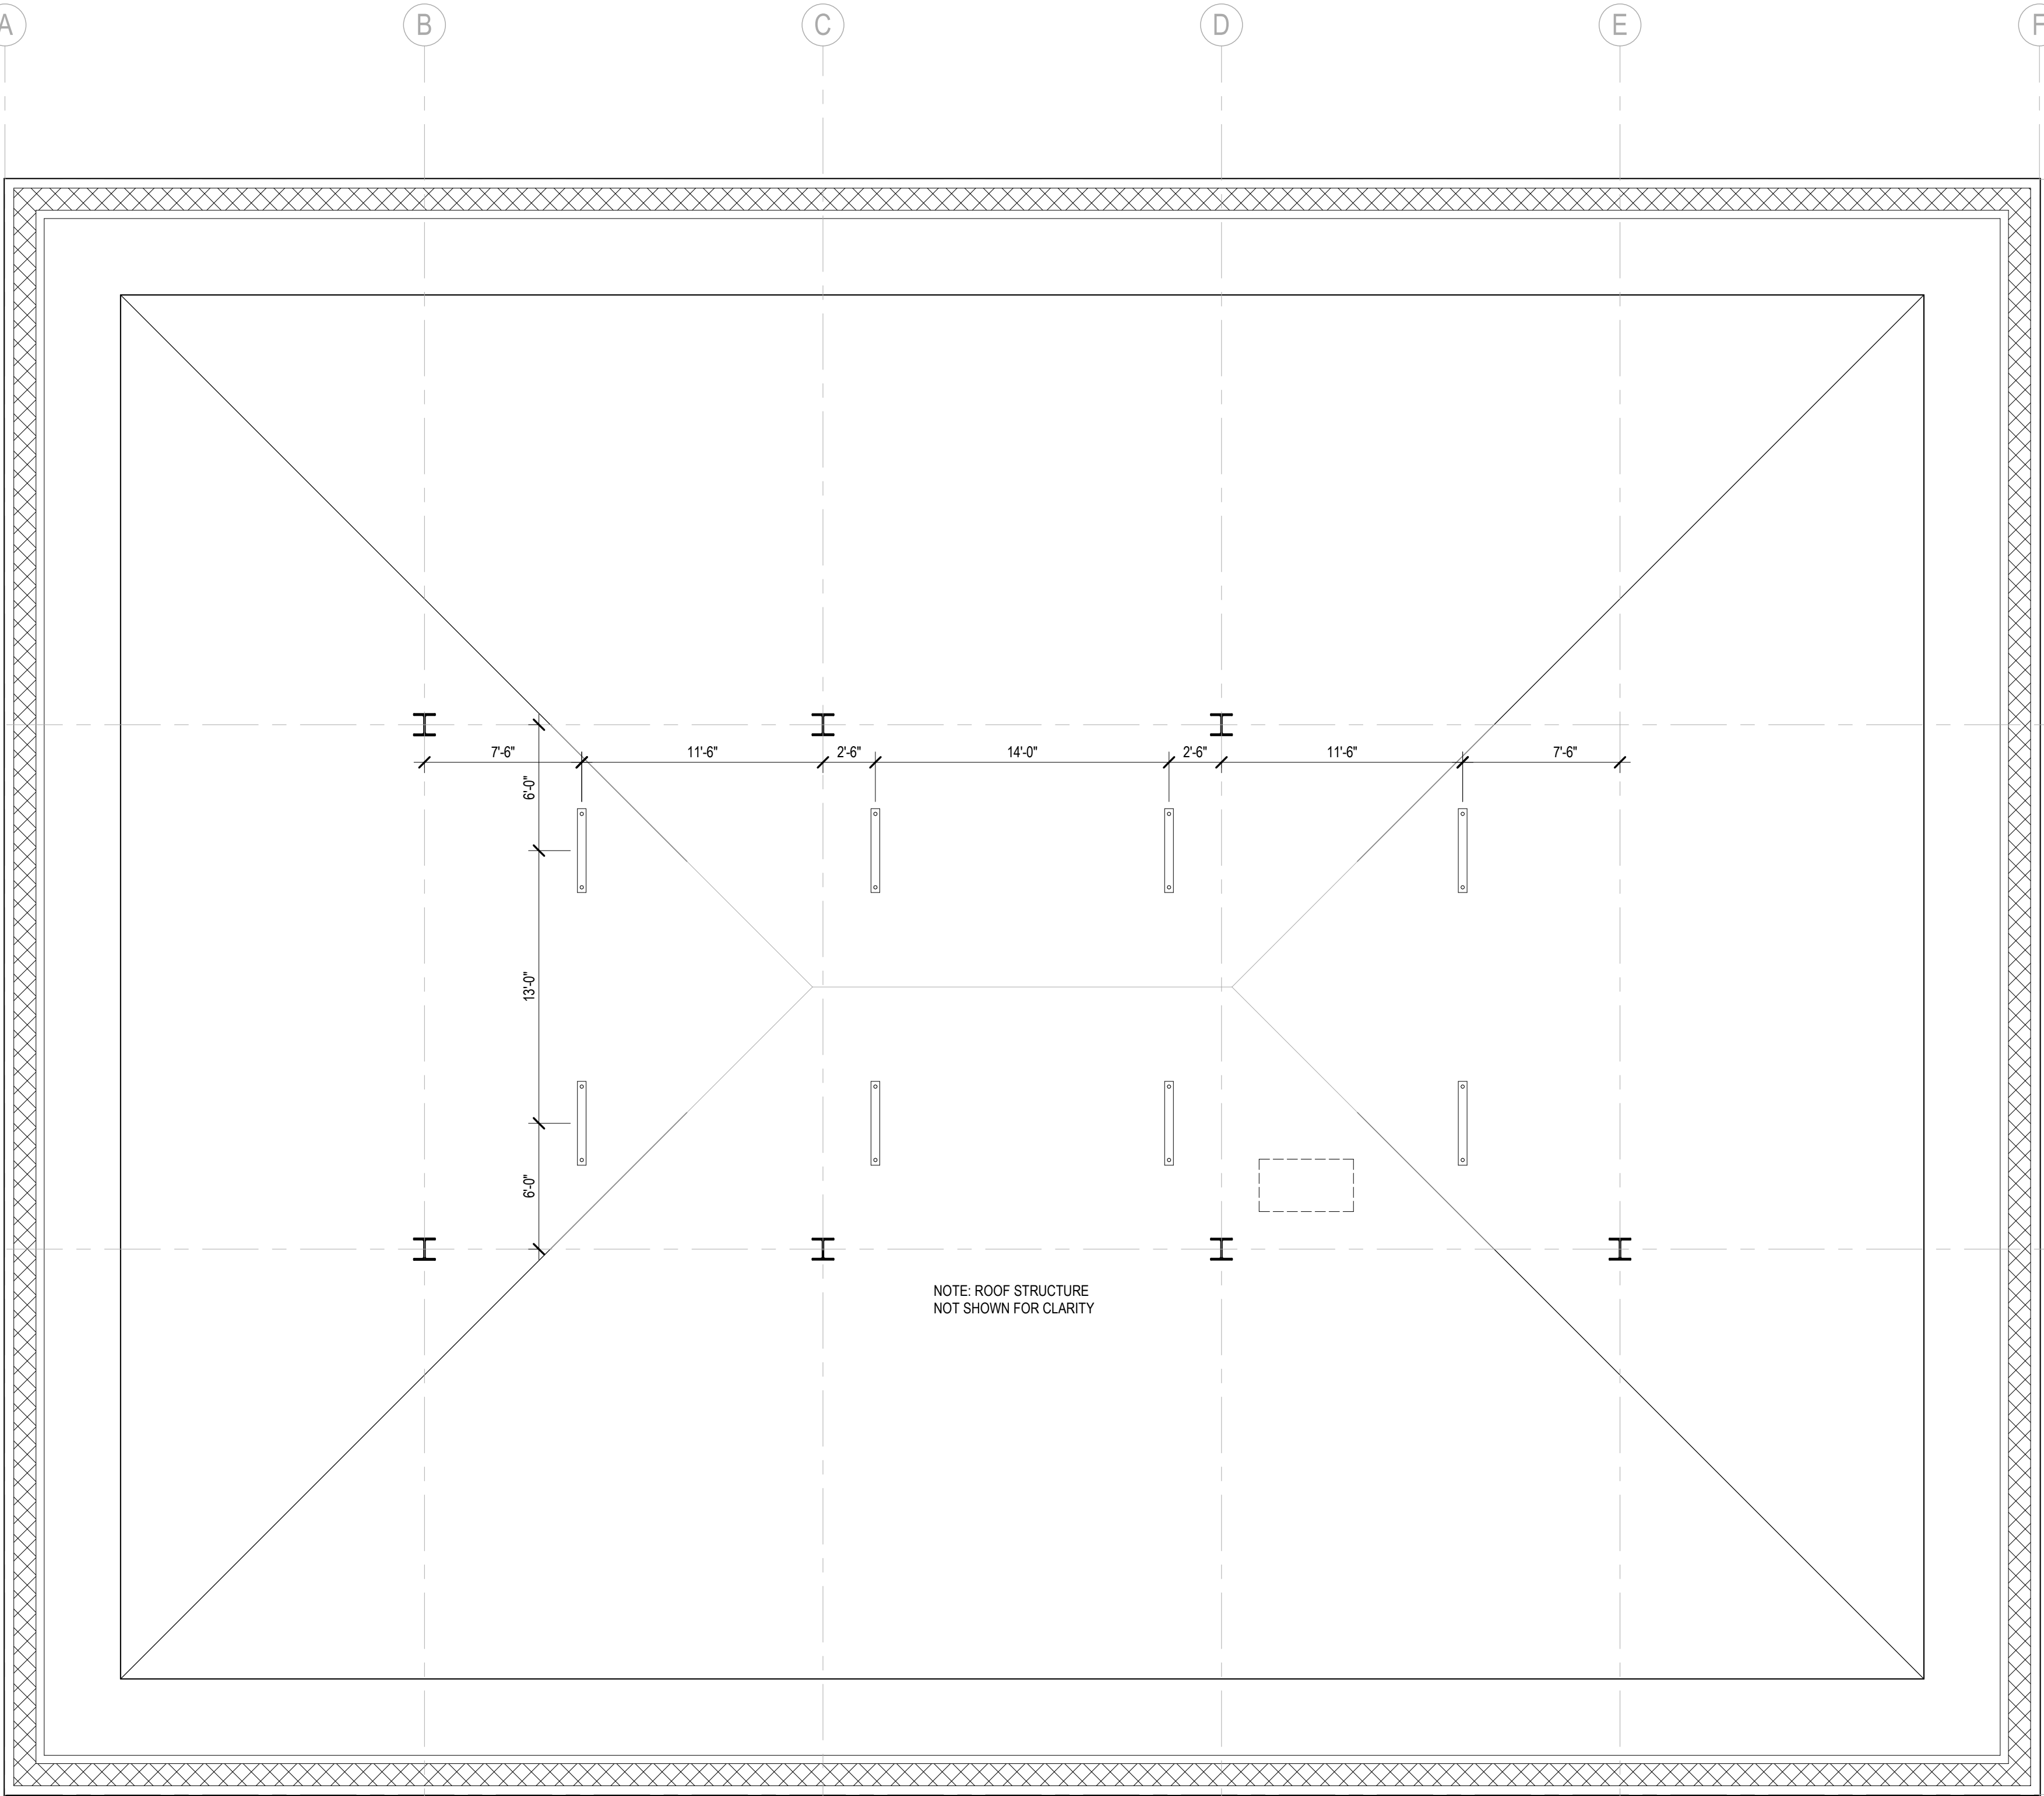 A
B
C
D
E
F
7'-6"
11'-6"
2'-6"
14'-0"
2'-6"
11'-6"
7'-6"
6'-0"
13'-0"
6'-0"
NOTE: ROOF STRUCTURE
NOT SHOWN FOR CLARITY